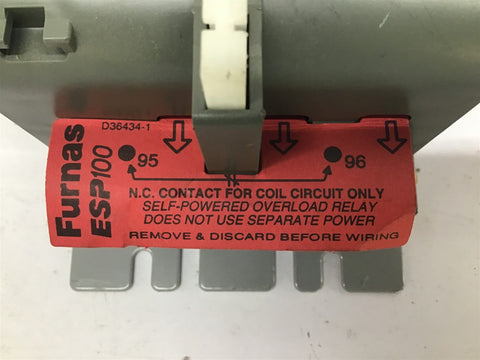 Furnas
ESP100
D36434-1
95
96
N.C. CONTACT FOR COIL CIRCUIT ONLY
SELF-POWERED OVERLOAD RELAY
DOES NOT USE SEPARATE POWER
REMOVE & DISCARD BEFORE WIRING